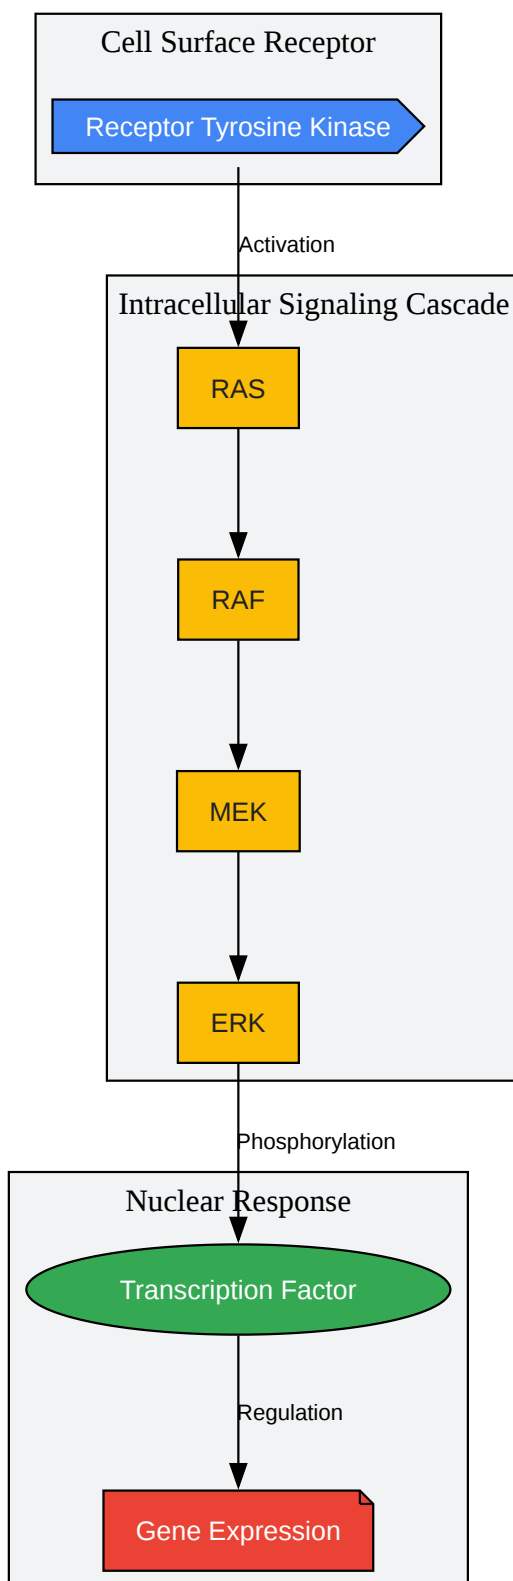 Cell Surface Receptor
Receptor Tyrosine Kinase
Activation
Intracellular Signaling Cascade
RAS
RAF
MEK
ERK
Phosphorylation
Nuclear Response
Transcription Factor
Regulation
Gene Expression